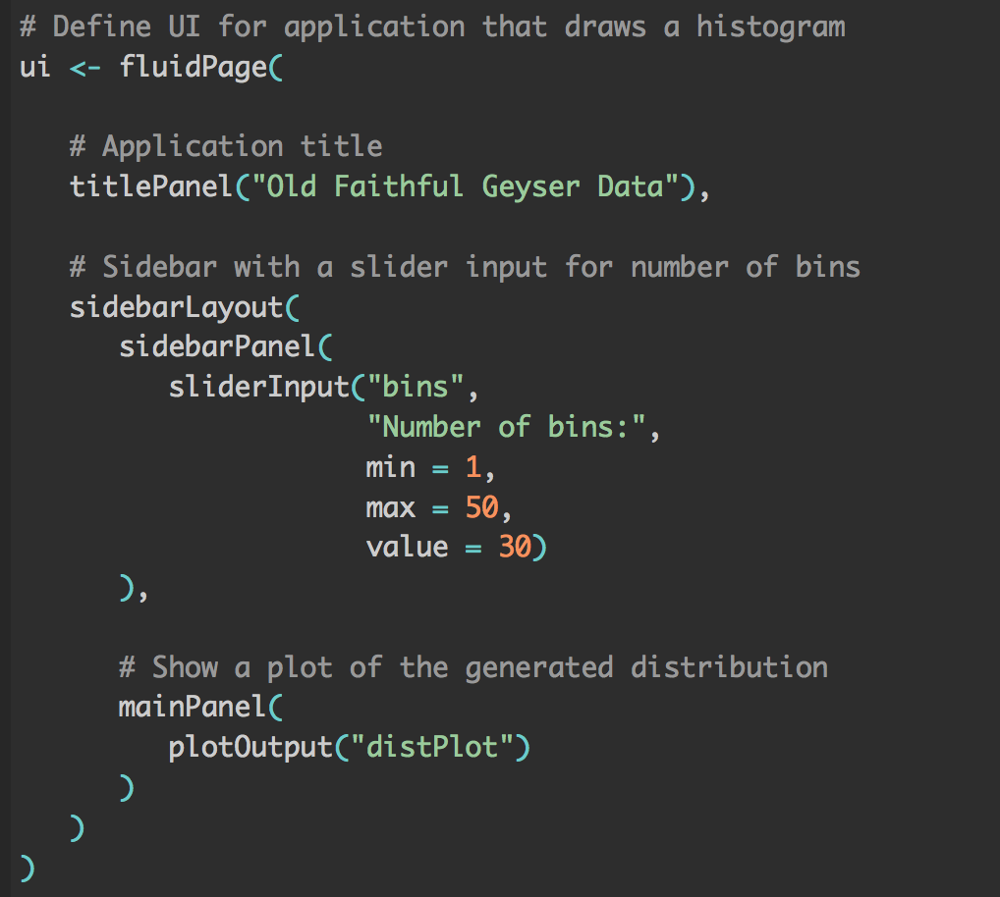 # Define UI for application that draws a histogram
ui <- fluidPage(

   # Application title
   titlePanel("Old Faithful Geyser Data"),

   # Sidebar with a slider input for number of bins
   sidebarLayout(
      sidebarPanel(
         sliderInput("bins",
                     "Number of bins:",
                     min = 1,
                     max = 50,
                     value = 30)
      ),

      # Show a plot of the generated distribution
      mainPanel(
         plotOutput("distPlot")
      )
   )
)